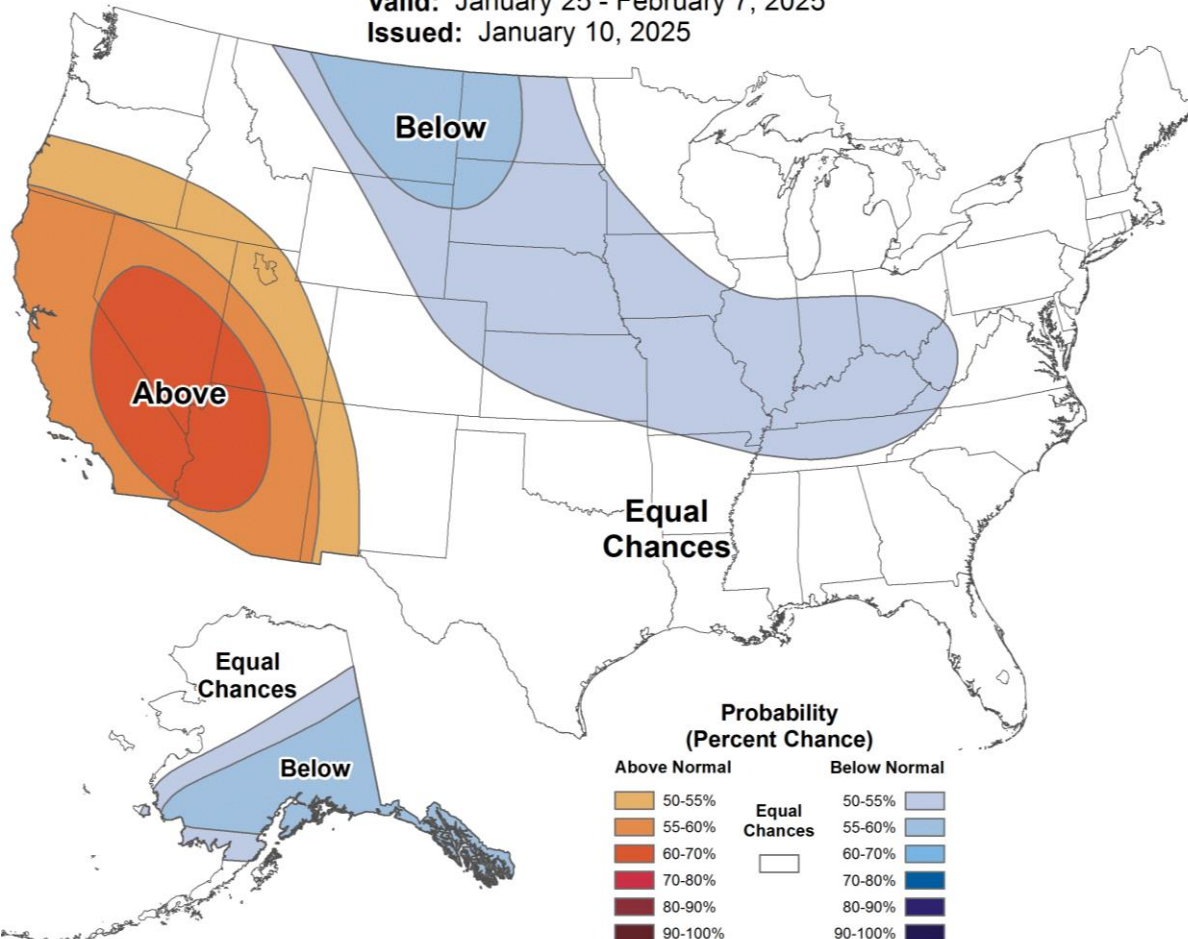 Valid: January 25 - February 7, 2025
Issued: January 10, 2025
Below
Above
Equal
Chances
Equal
Chances
Below
Probability
(Percent Chance)
Above Normal
Below Normal
50-55%
55-60%
60-70%
70-80%
80-90%
90-100%
Equal
Chances
50-55%
55-60%
60-70%
70-80%
80-90%
90-100%